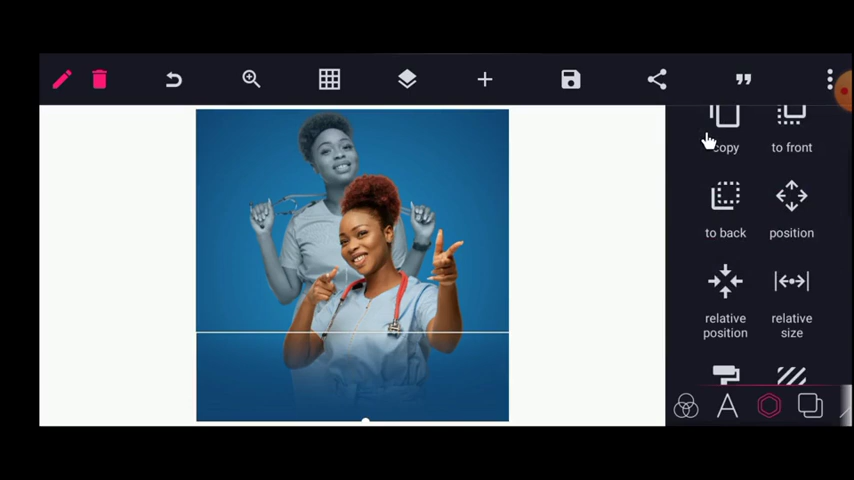 copy
to front
to back
position
relative
position
relative
size